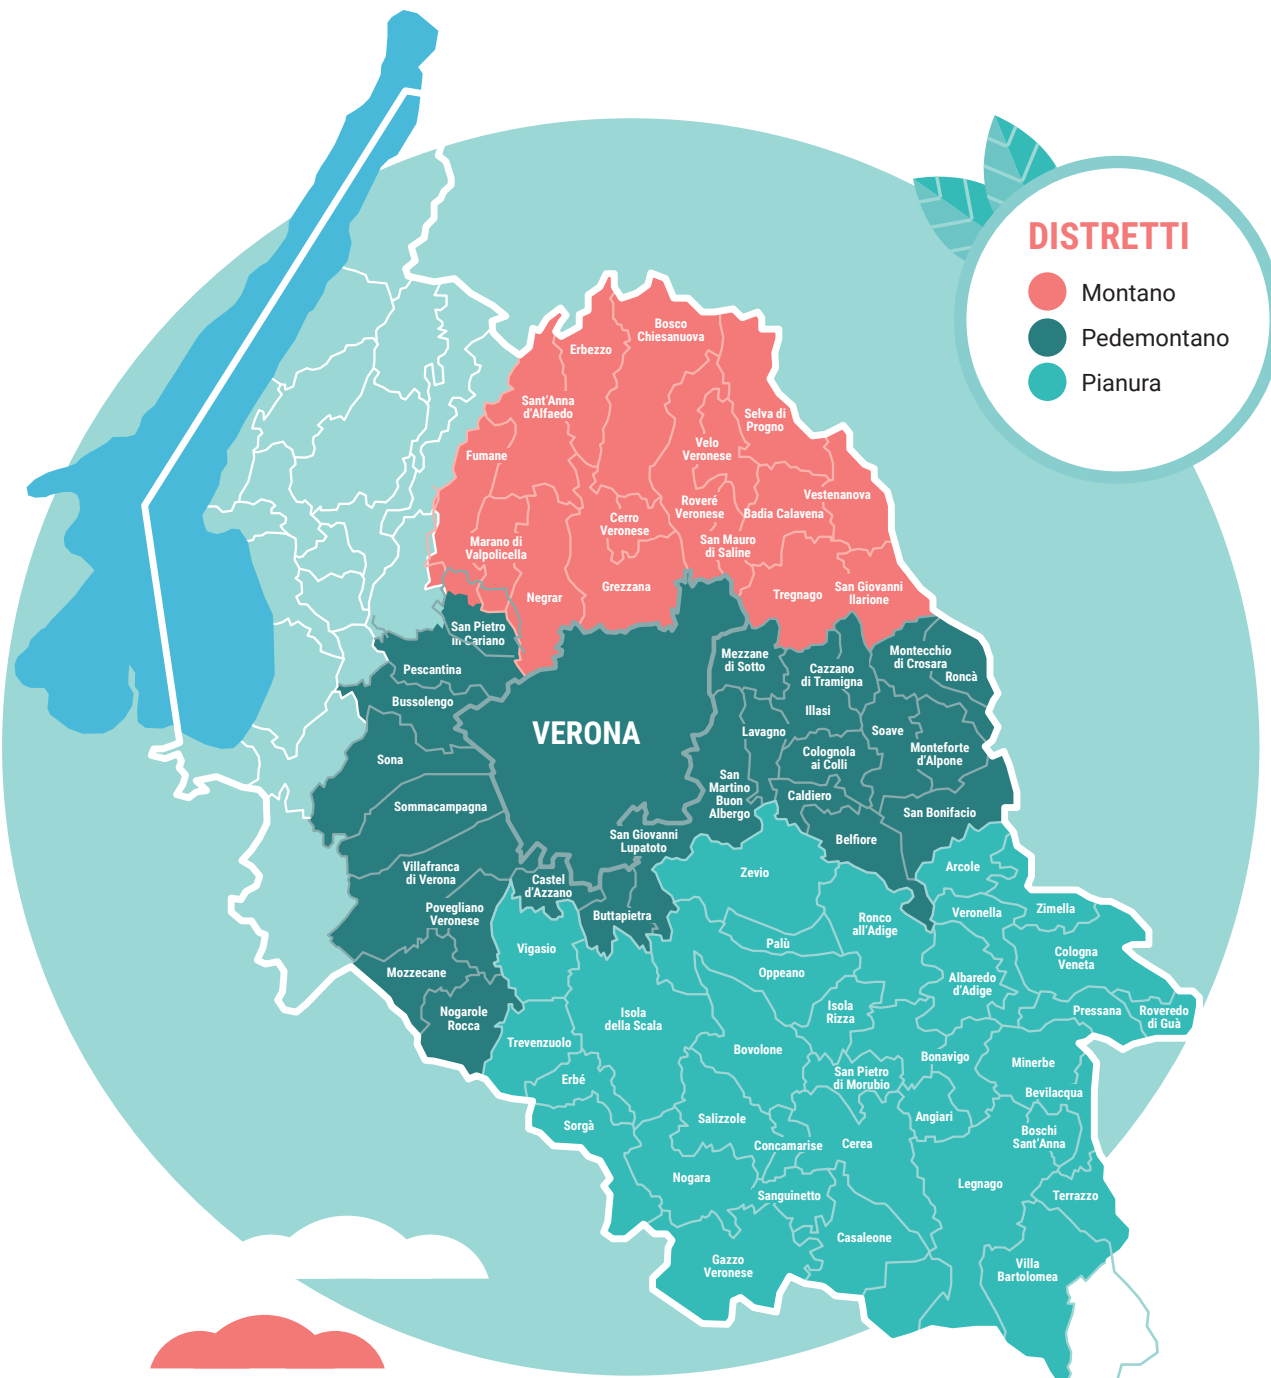 DISTRETTI
Montano
Pedemontano
Pianura
Bosco
Chiesanuova
Erbezzo
Sant'Anna
d'Alfaedo
Selva di
Progno
Fumane
Velo
Veronese
Vestenanova
Roveré
Veronese
Badia Calavena
Cerro
Veronese
Marano di
Valpolicella
San Mauro
di Saline
Grezzana
Negrar
Tregnago
San Giovanni
Ilarione
San Pietro
in Cariano
Mezzane
di Sotto
Montecchio
di Crosara
Roncà
Cazzano
di Tramigna
Pescantina
Bussolengo
Illasi
VERONA
Lavagno
Soave
Sona
Colognola
ai Colli
Monteforte
d'Alpone
San
Martino
Buon
Albergo
Caldiero
Sommacampagna
San Bonifacio
San Giovanni
Lupatoto
Belfiore
Villafranca
di Verona
Zevio
Arcole
Castel
d'Azzano
Povegliano
Veronese
Buttapietra
Ronco
all'Adige
Veronella
Zimella
Vigasio
Palù
Cologna
Veneta
Mozzecane
Oppeano
Albaredo
d'Adige
Nogarole
Rocca
Isola
della Scala
Isola
Rizza
Pressana
Roveredo
di Guà
Trevenzuolo
Bovolone
Bonavigo
Minerbe
Erbé
San Pietro
di Morubio
Bevilacqua
Sorgà
Salizzole
Angiari
Boschi
Sant'Anna
Concamarise
Cerea
Nogara
Legnago
Sanguinetto
Terrazzo
Casaleone
Gazzo
Veronese
Villa
Bartolomea